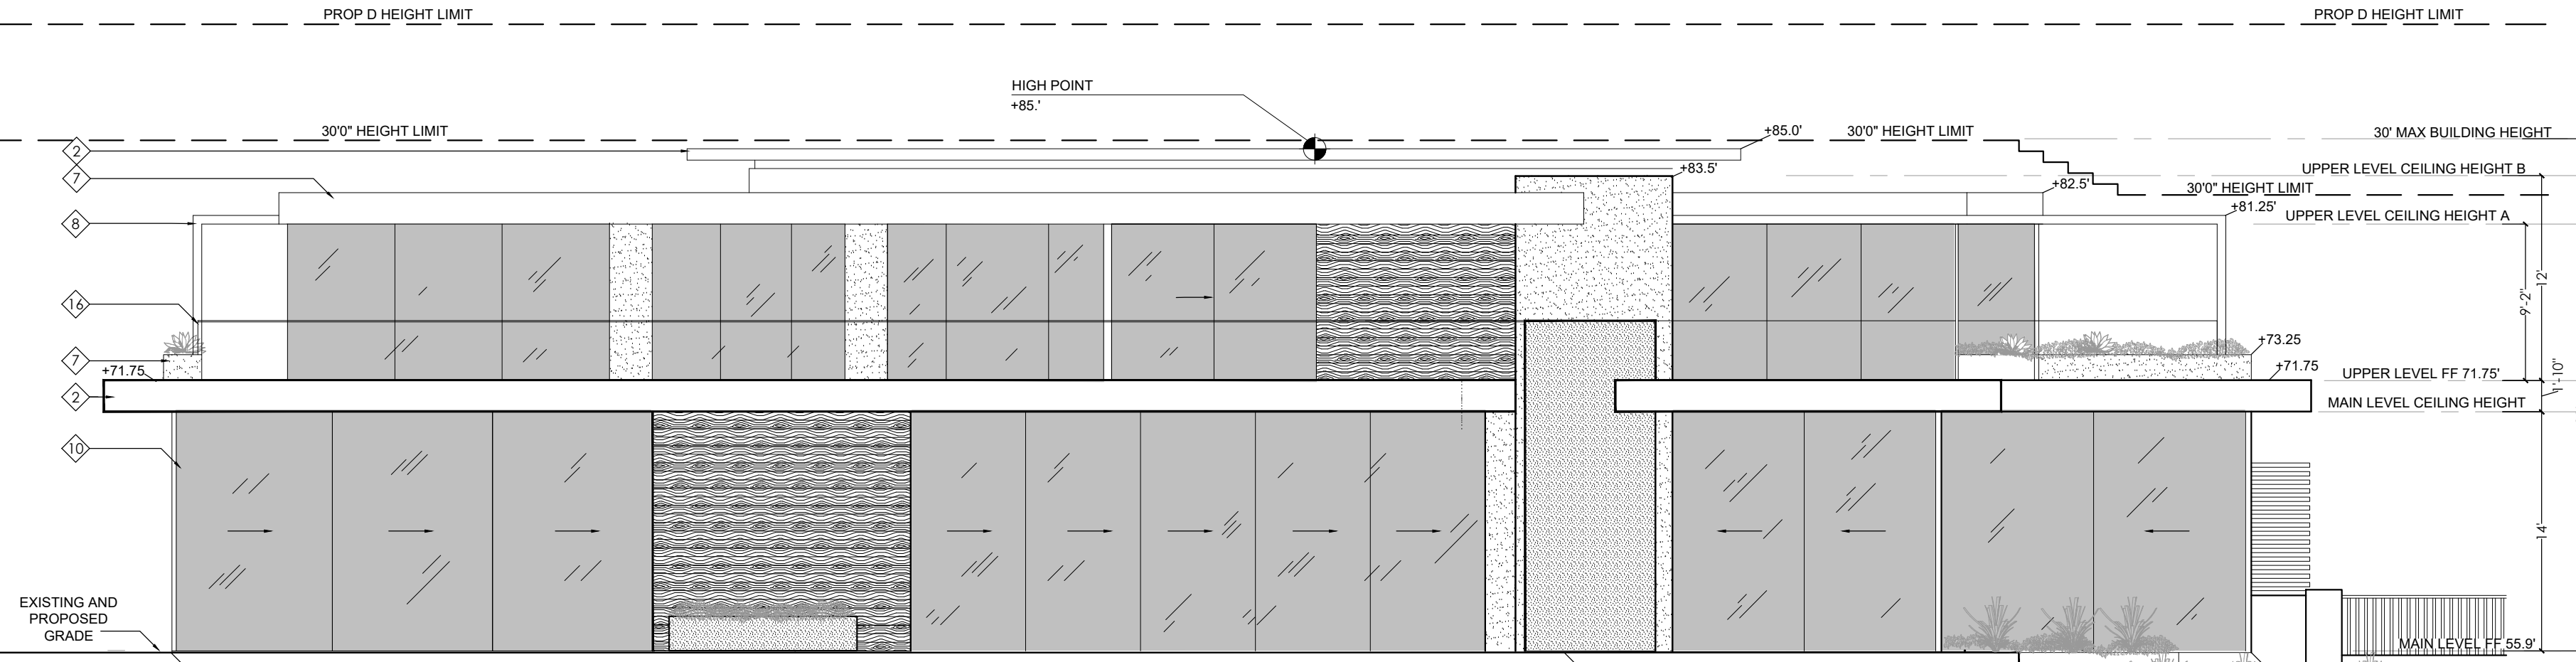 PROP D HEIGHT LIMIT
PROP D HEIGHT LIMIT
HIGH POINT
+85.'
30'0" HEIGHT LIMIT
+85.0'
30'0" HEIGHT LIMIT
30' MAX BUILDING HEIGHT
2
7
+83.5'
UPPER LEVEL CEILING HEIGHT B
+82.5'
30'0" HEIGHT LIMIT
8
+81.25'
UPPER LEVEL CEILING HEIGHT A
12'
9'-2"
16
7
+73.25
+71.75
+71.75
UPPER LEVEL FF 71.75'
1'-10"
2
MAIN LEVEL CEILING HEIGHT
10
14'
EXISTING AND
PROPOSED
GRADE
MAIN LEVEL FF 55.9'